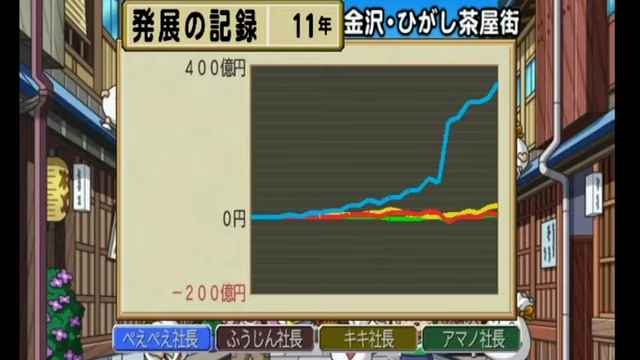 発展の記録 11年
金沢・ひがし茶屋街
400億円
0円
-200億円
ぺえぺえ社長 ふうじん社長 キキ社長 アマノ社長